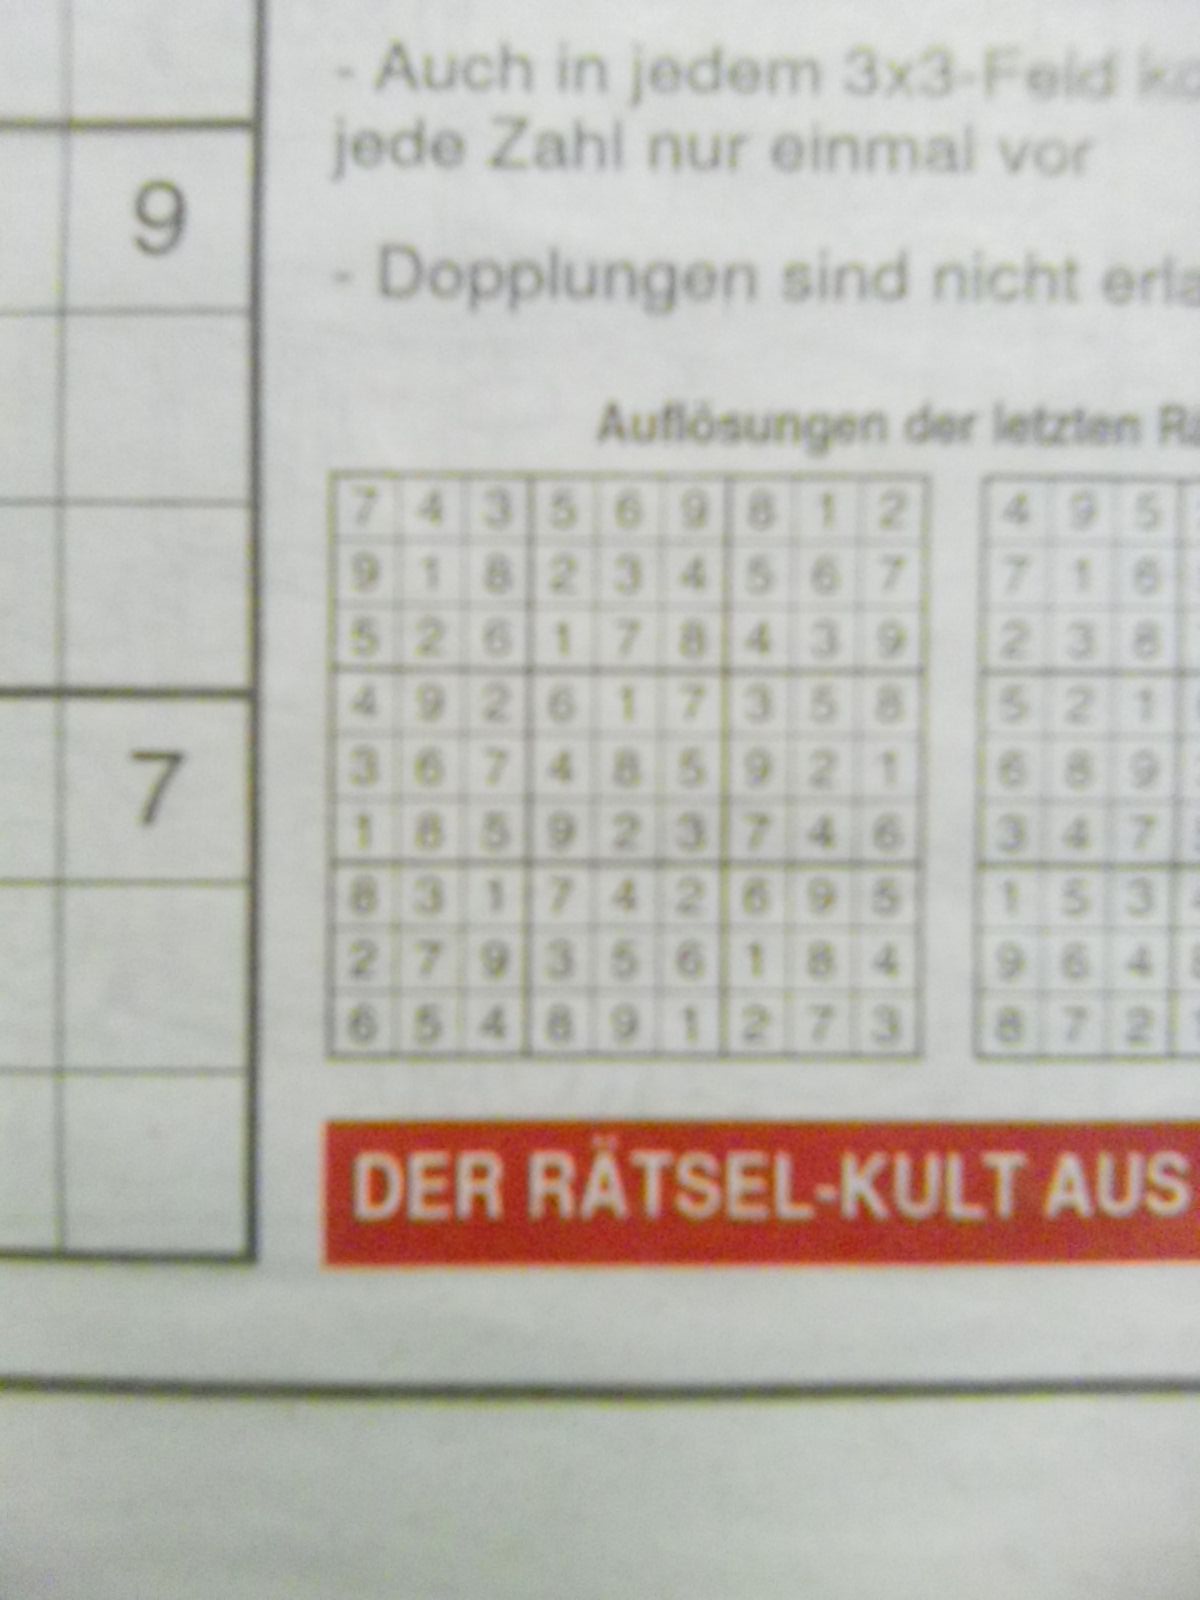 - Auch in jedem 3x3-Feld
jede Zahl nur einmal vor
- Dopplungen sind nicht
Auflösungen der letzten
9
7
7 4 3 5 6 9 8 1 2
9 1 8 2 3 4 5 6 7
5 2 6 1 7 8 4 3 9
4 9 2 6 1 7 3 5 8
3 6 7 4 8 5 9 2 1
1 8 5 9 2 3 7 4 6
8 3 1 7 4 2 6 9 5
2 7 9 3 5 6 1 8 4
6 5 4 8 9 1 2 7 3
4 9 5
7 1 6
2 3 8
5 2 1
6 8 9
3 4 7
1 5 3
9 6 4
8 7 2
DER RÄTSEL-KULT AUS